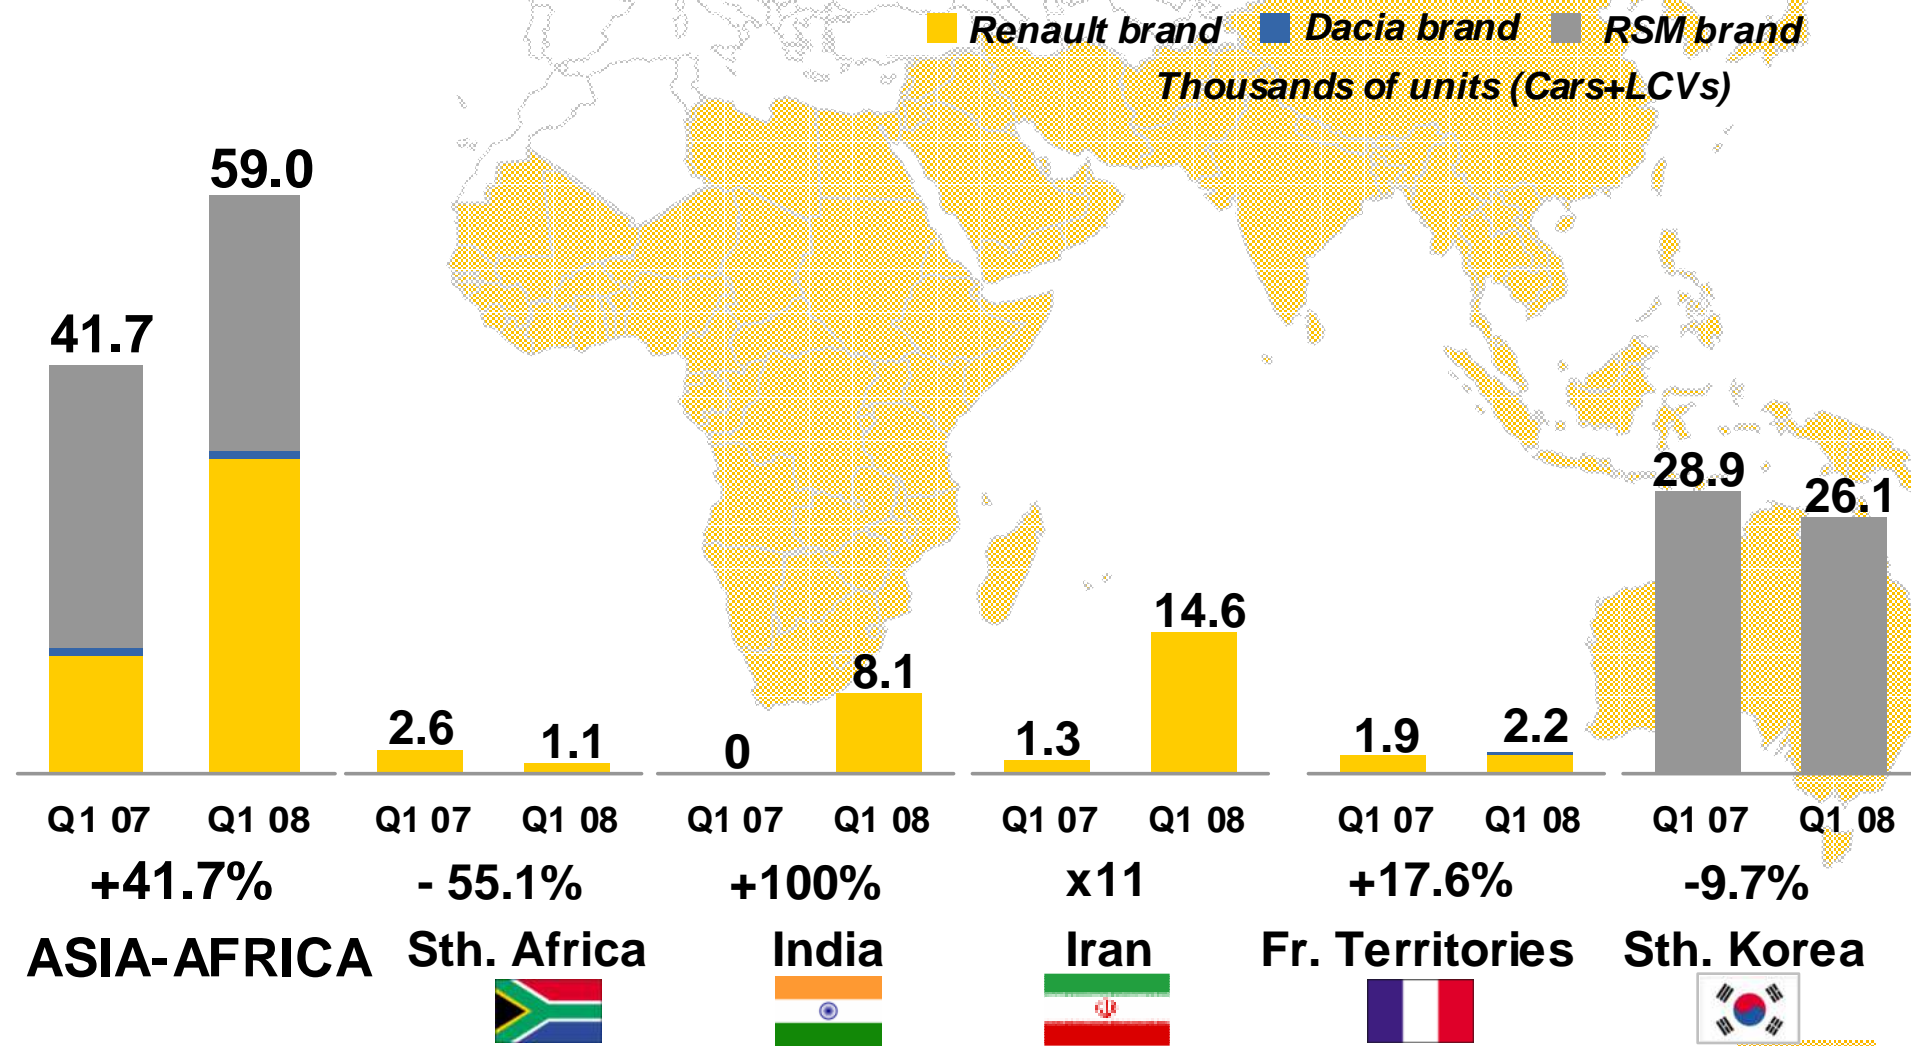 Renault brand Dacia brand RSM brand
Thousands of units (Cars+LCVs)
59.0
41.7
28.9
26.1
14.6
8.1
2.6
1.1
0
1.3
1.9
2.2
Q1 07 Q1 08 Q1 07 Q1 08 Q1 07 Q1 08 Q1 07 Q1 08 Q1 07 Q1 08 Q1 07 Q1 08
+41.7% - 55.1% +100% x11 +17.6% -9.7%
ASIA-AFRICA Sth. Africa India Iran Fr. Territories Sth. Korea